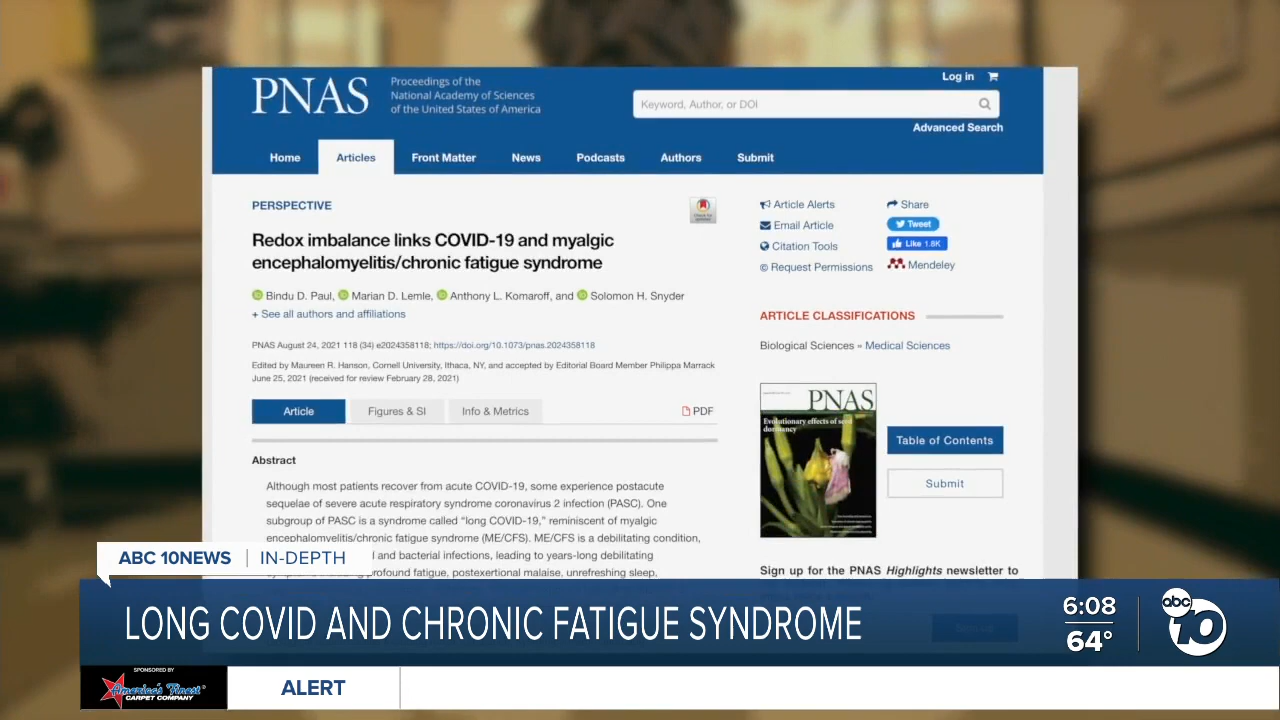 PNAS
Proceedings of the
National Academy of Sciences
of the United States of America
Log in
Keyword, Author, or DOI
Advanced Search
Home Articles Front Matter News Podcasts Authors Submit
PERSPECTIVE
Check for
updates
Redox imbalance links COVID-19 and myalgic
encephalomyelitis/chronic fatigue syndrome
Bindu D. Paul, Marian D. Lemle, Anthony L. Komaroff, and Solomon H. Snyder
+ See all authors and affiliations
PNAS August 24, 2021 118 (34) e2024358118; https://doi.org/10.1073/pnas.2024358118
Edited by Maureen R. Hanson, Cornell University, Ithaca, NY, and accepted by Editorial Board Member Philippa Marrack
June 25, 2021 (received for review February 28, 2021)
Article Figures & SI Info & Metrics PDF
Abstract
Although most patients recover from acute COVID-19, some experience postacute
sequelae of severe acute respiratory syndrome coronavirus 2 infection (PASC). One
subgroup of PASC is a syndrome called “long COVID-19,” reminiscent of myalgic
encephalomyelitis/chronic fatigue syndrome (ME/CFS). ME/CFS is a debilitating condition,
l and bacterial infections, leading to years-long debilitating
profound fatigue, postexertional malaise, unrefreshing sleep,
Article Alerts
Share
Email Article
Tweet
Citation Tools
Like 1.8K
© Request Permissions
Mendeley
ARTICLE CLASSIFICATIONS
Biological Sciences » Medical Sciences
PNAS
Evolutionary effects of seed
dormancy
Table of Contents
Submit
Sign up for the PNAS Highlights newsletter to
ABC 10NEWS | IN-DEPTH
LONG COVID AND CHRONIC FATIGUE SYNDROME
6:08
64°
abc
10
SPONSORED BY
America's Finest
CARPET COMPANY
ALERT